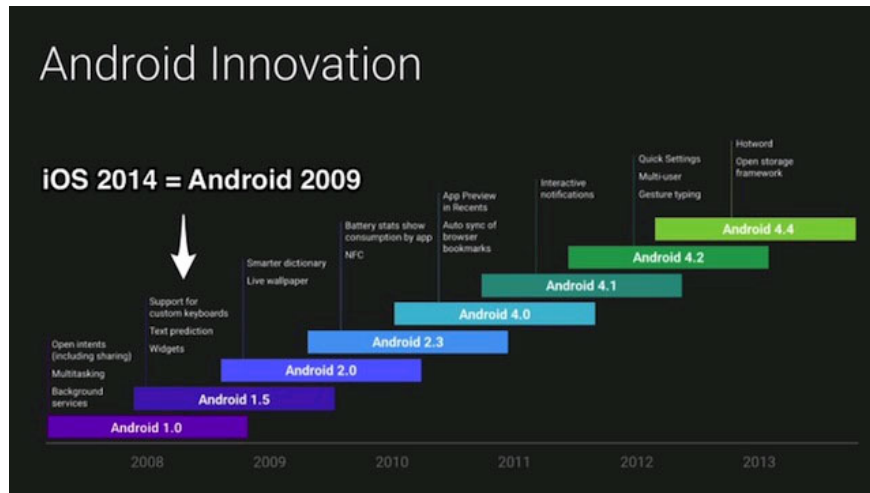 Android Innovation
iOS 2014 = Android 2009
Hotword
Open storage
framework
Quick Settings
Multi-user
Gesture typing
Interactive
notifications
App Preview
in Recents
Auto sync of
browser
bookmarks
Battery stats show
consumption by app
NFC
Smarter dictionary
Live wallpaper
Support for
custom keyboards
Text prediction
Widgets
Open intents
(including sharing)
Multitasking
Background
services
Android 4.4
Android 4.2
Android 4.1
Android 4.0
Android 2.3
Android 2.0
Android 1.5
Android 1.0
2008
2009
2010
2011
2012
2013